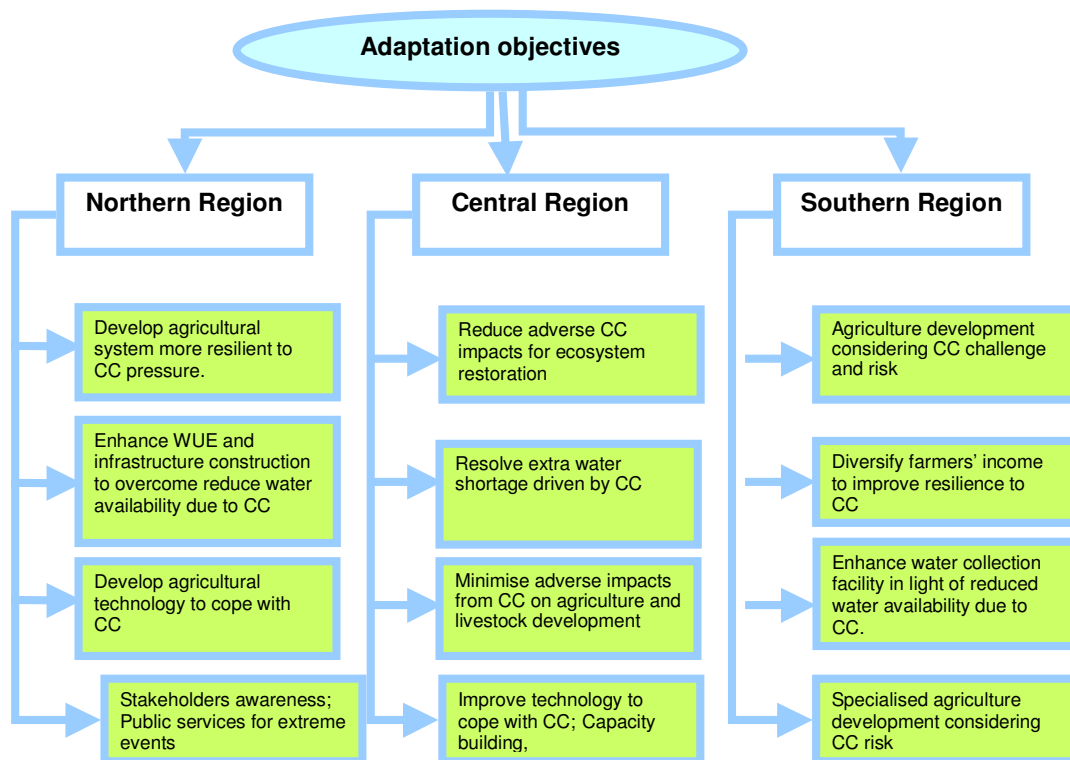 Adaptation objectives
Northern Region
Develop agricultural
system more resilient to
CC pressure.
Enhance WUE and
infrastructure construction
to overcome reduce water
availability due to CC
Develop agricultural
technology to cope with
CC
Stakeholders awareness;
Public services for extreme
events
Central Region
Reduce adverse CC
impacts for ecosystem
restoration
Resolve extra water
shortage driven by CC
Minimise adverse impacts
from CC on agriculture and
livestock development
Improve technology to
cope with CC; Capacity
building,
Southern Region
Agriculture development
considering CC challenge
and risk
Diversify farmers’ income
to improve resilience to
CC
Enhance water collection
facility in light of reduced
water availability due to
CC.
Specialised agriculture
development considering
CC risk